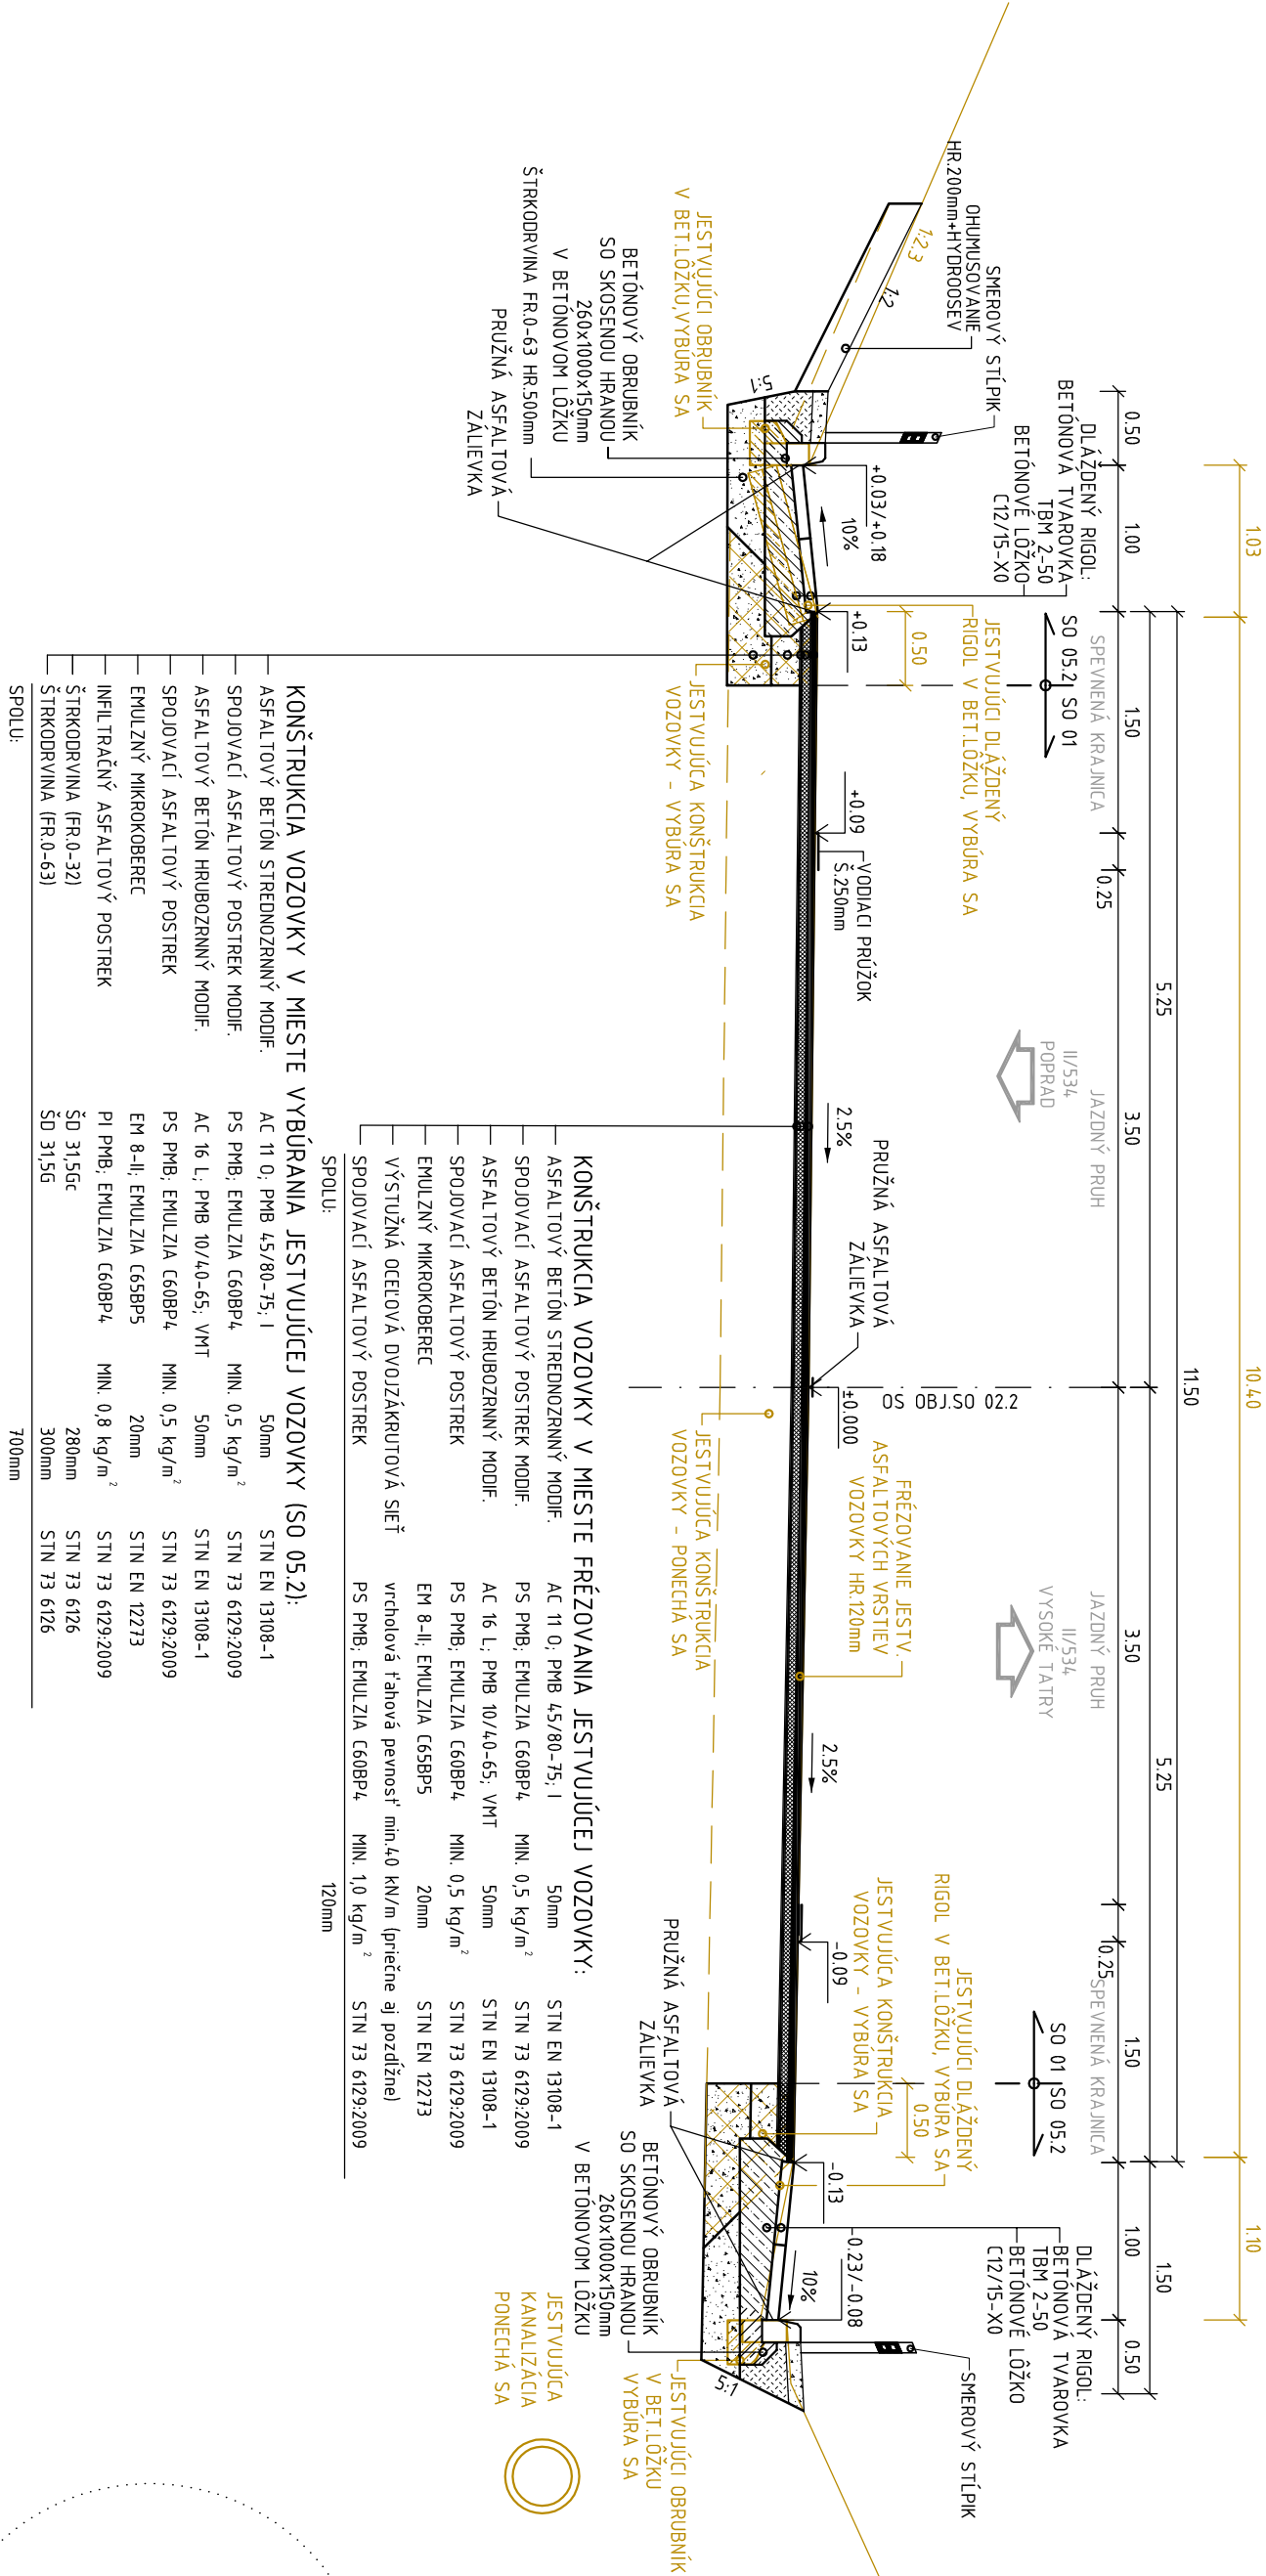 1.03
10.40
1.10
11.50
5.25
5.25
1.50
0.50
1.00
1.50
0.25
3.50
3.50
0.25
1.50
1.00
0.50
SPEVNENÁ KRAJNICA
JAZDNÝ PRUH
JAZDNÝ PRUH
SPEVNENÁ KRAJNICA
II/534
POPRAD
II/534
VYSOKÉ TATRY
SO 05.2
SO 01
SO 01
SO 05.2
DLÁŽDENÝ RIGOL:
BETÓNOVÁ TVAROVKA
TBM 2-50
BETÓNOVÉ LÔŽKO
C12/15-X0
DLÁŽDENÝ RIGOL:
BETÓNOVÁ TVAROVKA
TBM 2-50
BETÓNOVÉ LÔŽKO
C12/15-X0
SMEROVÝ STĹPIK
OHUMUSOVANIE
HR.200mm+HYDROOSEV
1:2.3
1:2
5:1
JESTVUJÚCI DLÁŽDENÝ
RIGOL V BET.LÔŽKU, VYBÚRA SA
0.50
+0.03/+0.18
10%
+0.13
+0.09
VODIACI PRÚŽOK
Š.250mm
2.5%
PRUŽNÁ ASFALTOVÁ
ZÁLIEVKA
±0.000
OS OBJ.SO 02.2
FRÉZOVANIE JESTV.
ASFALTOVÝCH VRSTIEV
VOZOVKY HR.120mm
2.5%
-0.09
JESTVUJÚCI DLÁŽDENÝ
RIGOL V BET.LÔŽKU, VYBÚRA SA
JESTVUJÚCA KONŠTRUKCIA
VOZOVKY - VYBÚRA SA
0.50
-0.13
-0.23/-0.08
10%
SMEROVÝ STĹPIK
5:1
JESTVUJÚCI OBRUBNÍK
V BET.LÔŽKU,VYBÚRA SA
BETÓNOVÝ OBRUBNÍK
SO SKOSENOU HRANOU
260x1000x150mm
V BETÓNOVOM LÔŽKU
ŠTRKODRVINA FR.0-63 HR.500mm
PRUŽNÁ ASFALTOVÁ
ZÁLIEVKA
JESTVUJÚCA KONŠTRUKCIA
VOZOVKY - VYBÚRA SA
JESTVUJÚCA KONŠTRUKCIA
VOZOVKY - PONECHÁ SA
PRUŽNÁ ASFALTOVÁ
ZÁLIEVKA
BETÓNOVÝ OBRUBNÍK
SO SKOSENOU HRANOU
260x1000x150mm
V BETÓNOVOM LÔŽKU
JESTVUJÚCI OBRUBNÍK
V BET.LÔŽKU
VYBÚRA SA
JESTVUJÚCA
KANALIZÁCIA
PONECHÁ SA
KONŠTRUKCIA VOZOVKY V MIESTE FRÉZOVANIA JESTVUJÚCEJ VOZOVKY:
ASFALTOVÝ BETÓN STREDNOZRNNÝ MODIF. AC 11 O; PMB 45/80-75; I 50mm STN EN 13108-1
SPOJOVACÍ ASFALTOVÝ POSTREK MODIF. PS PMB; EMULZIA C60BP4 MIN. 0,5 kg/m² STN 73 6129:2009
ASFALTOVÝ BETÓN HRUBOZRNNÝ MODIF. AC 16 L; PMB 10/40-65; VMT 50mm STN EN 13108-1
SPOJOVACÍ ASFALTOVÝ POSTREK PS PMB; EMULZIA C60BP4 MIN. 0,5 kg/m² STN 73 6129:2009
EMULZNÝ MIKROKOBEREC EM 8-II; EMULZIA C65BP5 20mm STN EN 12273
VÝSTUŽNÁ OCEĽOVÁ DVOJZÁKRUTOVÁ SIEŤ vrcholová ťahová pevnosť min.40 kN/m (priečne aj pozdĺžne)
SPOJOVACÍ ASFALTOVÝ POSTREK PS PMB; EMULZIA C60BP4 MIN. 1,0 kg/m² STN 73 6129:2009
SPOLU: 120mm
KONŠTRUKCIA VOZOVKY V MIESTE VYBÚRANIA JESTVUJÚCEJ VOZOVKY (SO 05.2):
ASFALTOVÝ BETÓN STREDNOZRNNÝ MODIF. AC 11 O; PMB 45/80-75; I 50mm STN EN 13108-1
SPOJOVACÍ ASFALTOVÝ POSTREK MODIF. PS PMB; EMULZIA C60BP4 MIN. 0,5 kg/m² STN 73 6129:2009
ASFALTOVÝ BETÓN HRUBOZRNNÝ MODIF. AC 16 L; PMB 10/40-65; VMT 50mm STN EN 13108-1
SPOJOVACÍ ASFALTOVÝ POSTREK PS PMB; EMULZIA C60BP4 MIN. 0,5 kg/m² STN 73 6129:2009
EMULZNÝ MIKROKOBEREC EM 8-II; EMULZIA C65BP5 20mm STN EN 12273
INFILTRAČNÝ ASFALTOVÝ POSTREK PI PMB; EMULZIA C60BP4 MIN. 0,8 kg/m² STN 73 6129:2009
ŠTRKODRVINA (FR.0-32) ŠD 31,5Gc 280mm STN 73 6126
ŠTRKODRVINA (FR.0-63) ŠD 31,5G 300mm STN 73 6126
SPOLU: 700mm